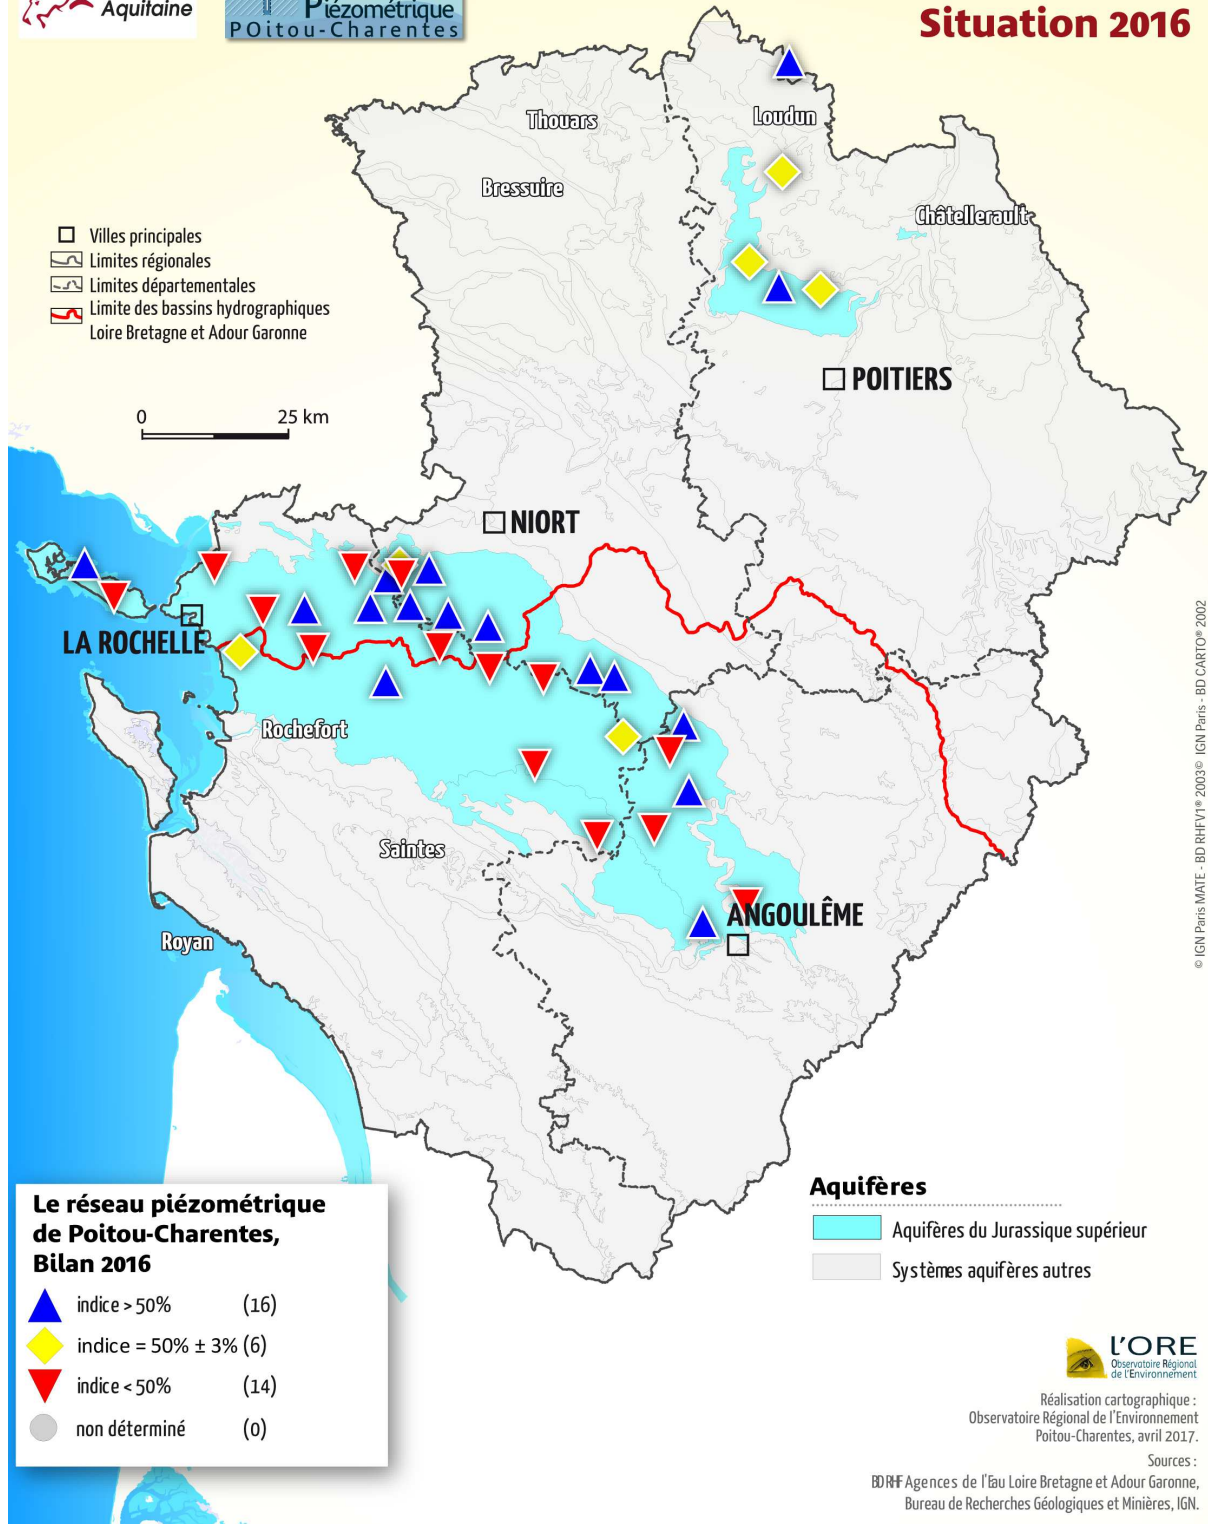 Aquitaine
Piézométrique
POitou-Charentes
Situation 2016
Thouars
Loudun
Bressuire
Châtellerault
Villes principales
Limites régionales
Limites départementales
Limite des bassins hydrographiques
Loire Bretagne et Adour Garonne
POITIERS
0 25 km
NIORT
LA ROCHELLE
Rochefort
Saintes
ANGOULÊME
Royan
© IGN Paris MATE - BD RHFV1® 2003© IGN Paris - BD CARTO® 2002
Le réseau piézométrique
de Poitou-Charentes,
Bilan 2016
indice > 50% (16)
indice = 50% ± 3% (6)
indice < 50% (14)
non déterminé (0)
Aquifères
Aquifères du Jurassique supérieur
Systèmes aquifères autres
L'ORE
Observatoire Régional
de l'Environnement
Réalisation cartographique :
Observatoire Régional de l'Environnement
Poitou-Charentes, avril 2017.
Sources :
BDRHF Agences de l'Eau Loire Bretagne et Adour Garonne,
Bureau de Recherches Géologiques et Minières, IGN.